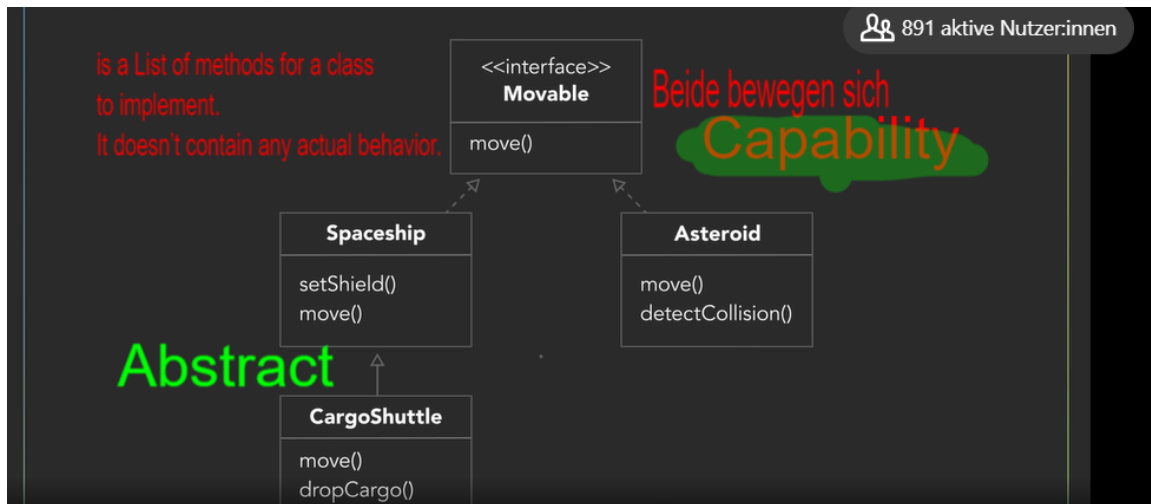 891 aktive Nutzer:innen
is a List of methods for a class
to implement.
It doesn't contain any actual behavior.
<<interface>>
Movable
move()
Beide bewegen sich
Capability
Spaceship
setShield()
move()
Asteroid
move()
detectCollision()
Abstract
CargoShuttle
move()
dropCargo()